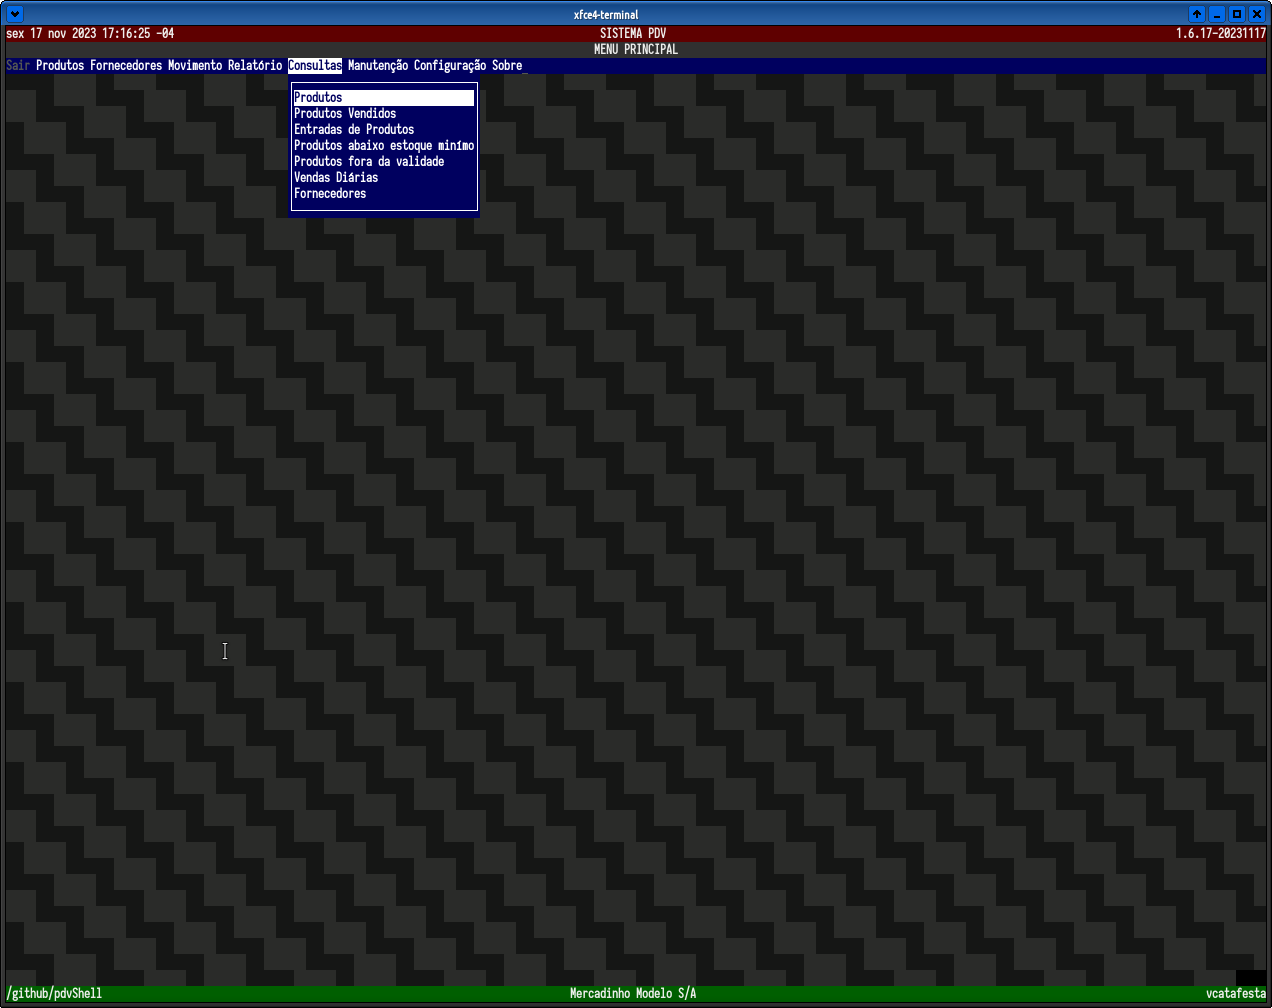 xfce4-terminal
sex 17 nov 2023 17:16:25 -04 SISTEMA PDV 1.6.17-20231117
MENU PRINCIPAL
Sair Produtos Fornecedores Movimento Relatório Consultas Manutenção Configuração Sobre_
Produtos
Produtos Vendidos
Entradas de Produtos
Produtos abaixo estoque minímo
Produtos fora da validade
Vendas Diárias
Fornecedores
/github/pdvShell Mercadinho Modelo S/A vcatafesta